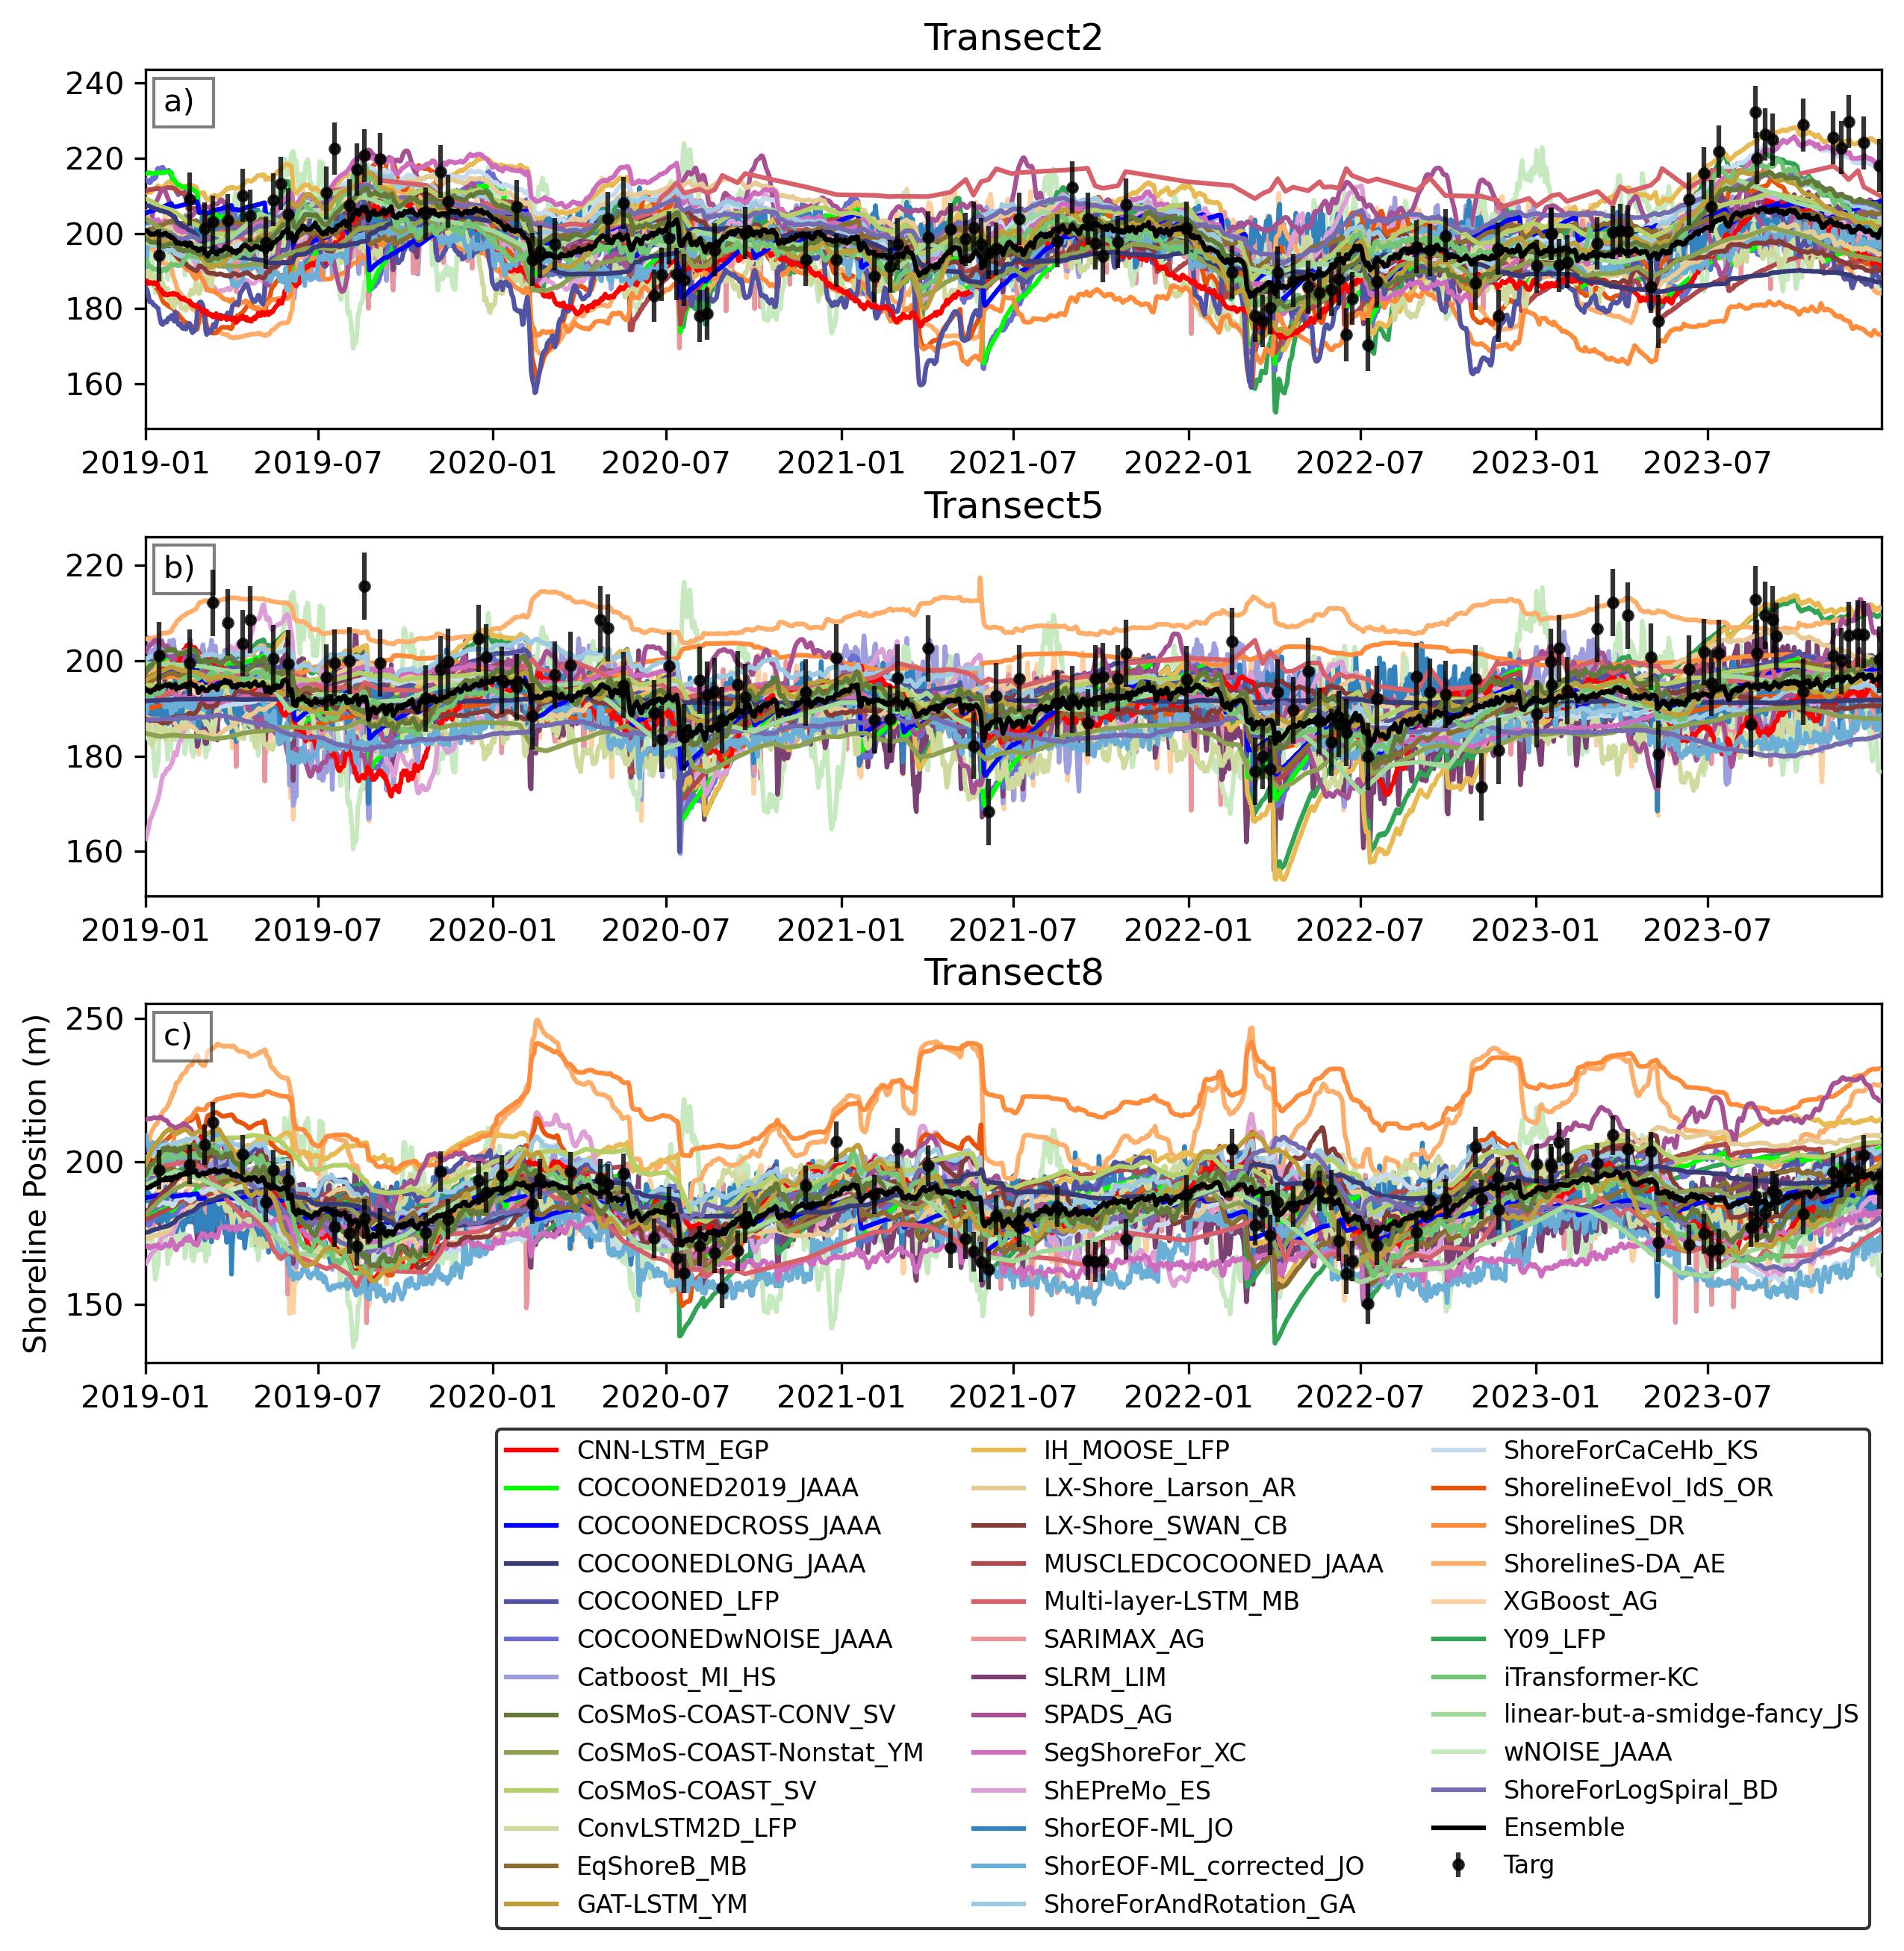 Transect2
a)
240
220
200
180
160
2019-01 2019-07 2020-01 2020-07 2021-01 2021-07 2022-01 2022-07 2023-01 2023-07
Transect5
b)
220
200
180
160
2019-01 2019-07 2020-01 2020-07 2021-01 2021-07 2022-01 2022-07 2023-01 2023-07
Transect8
c)
Shoreline Position (m)
250
200
150
2019-01 2019-07 2020-01 2020-07 2021-01 2021-07 2022-01 2022-07 2023-01 2023-07
CNN-LSTM_EGP
COCOONED2019_JAAA
COCOONEDCROSS_JAAA
COCOONEDLONG_JAAA
COCOONED_LFP
COCOONEDwNOISE_JAAA
Catboost_MI_HS
CoSMoS-COAST-CONV_SV
CoSMoS-COAST-Nonstat_YM
CoSMoS-COAST_SV
ConvLSTM2D_LFP
EqShoreB_MB
GAT-LSTM_YM
IH_MOOSE_LFP
LX-Shore_Larson_AR
LX-Shore_SWAN_CB
MUSCLEDCOCOONED_JAAA
Multi-layer-LSTM_MB
SARIMAX_AG
SLRM_LIM
SPADS_AG
SegShoreFor_XC
ShEPreMo_ES
ShorEOF-ML_JO
ShorEOF-ML_corrected_JO
ShoreForAndRotation_GA
ShoreForCaCeHb_KS
ShorelineEvol_IdS_OR
ShorelineS_DR
ShorelineS-DA_AE
XGBoost_AG
Y09_LFP
iTransformer-KC
linear-but-a-smidge-fancy_JS
wNOISE_JAAA
ShoreForLogSpiral_BD
Ensemble
Targ